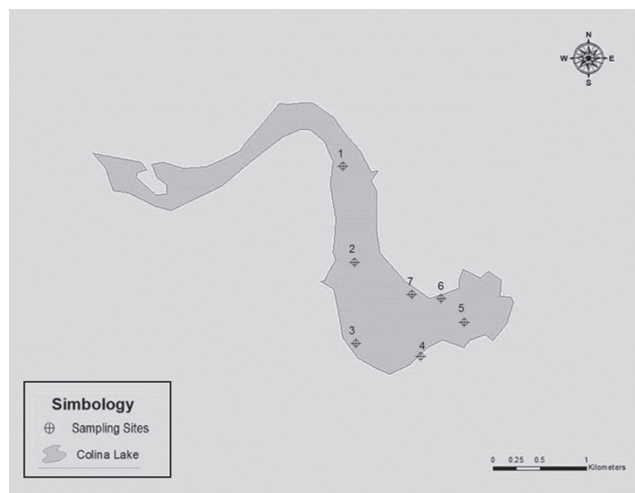 N
W E
S
1
2
7 6
5
3
4
Simbology
Sampling Sites
Colina Lake
0 0.25 0.5 1
Kilometers